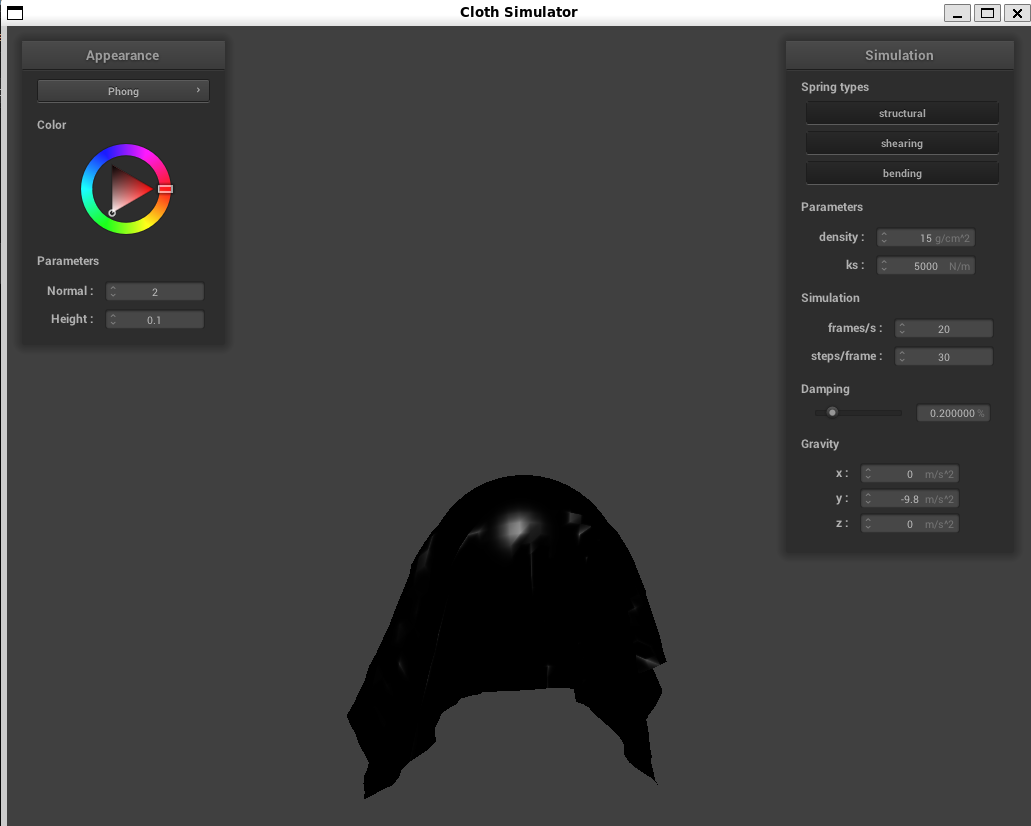 Cloth Simulator
Appearance
Phong
Color
Parameters
Normal : 2
Height : 0.1
Simulation
Spring types
structural
shearing
bending
Parameters
density : 15 g/cm^2
ks : 5000 N/m
Simulation
frames/s : 20
steps/frame : 30
Damping
0.200000 %
Gravity
x : 0 m/s^2
y : -9.8 m/s^2
z : 0 m/s^2